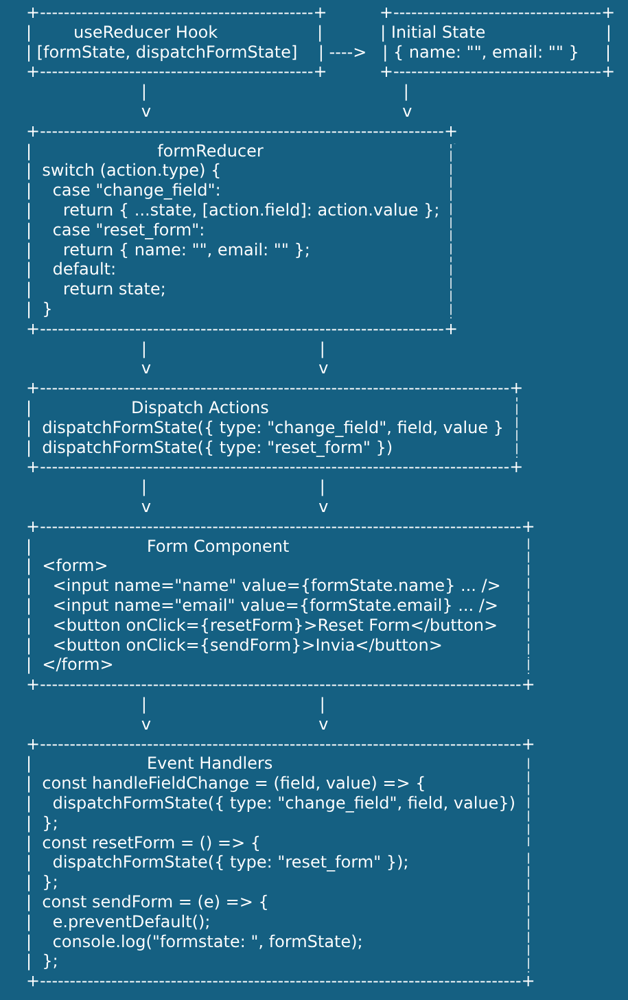 +----------------------------------------------+          +-----------------------------------+
|        useReducer Hook                   |           | Initial State                       |
| [formState, dispatchFormState]    | ---->   | { name: "", email: "" }     |
+----------------------------------------------+          +-----------------------------------+
|                                                 |
v                                                v
+--------------------------------------------------------------------+
|                        formReducer                                    |
|  switch (action.type) {                                            |
|    case "change_field":                                            |
|      return { ...state, [action.field]: action.value };  |
|    case "reset_form":                                              |
|      return { name: "", email: "" };                           |
|    default:                                                             |
|      return state;                                                    |
|  }                                                                         |
+--------------------------------------------------------------------+
|                                 |
v                                v
+-------------------------------------------------------------------------------+
|                   Dispatch Actions                                               |
|  dispatchFormState({ type: "change_field", field, value }  |
|  dispatchFormState({ type: "reset_form" })                        |
+-------------------------------------------------------------------------------+
|                                 |
v                                v
+---------------------------------------------------------------------------------+
|                      Form Component                                              |
|  <form>                                                                                |
|    <input name="name" value={formState.name} ... />     |
|    <input name="email" value={formState.email} ... />      |
|    <button onClick={resetForm}>Reset Form</button>      |
|    <button onClick={sendForm}>Invia</button>                |
|  </form>                                                                               |
+---------------------------------------------------------------------------------+
|                                 |
v                                v
+---------------------------------------------------------------------------------+
|                      Event Handlers                                                 |
|  const handleFieldChange = (field, value) => {                   |
|    dispatchFormState({ type: "change_field", field, value})  |
|  };                                                                                         |
|  const resetForm = () => {                                                   |
|    dispatchFormState({ type: "reset_form" });                      |
|  };                                                                                         |
|  const sendForm = (e) => {                                                 |
|    e.preventDefault();                                                            |
|    console.log("formstate: ", formState);                               |
|  };                                                                                         |
+---------------------------------------------------------------------------------+